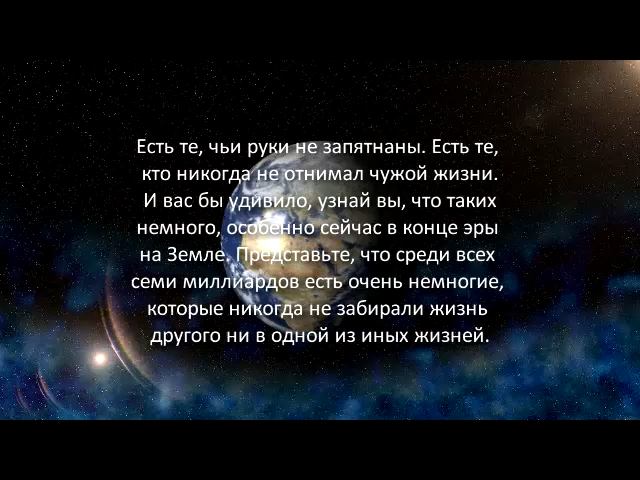 Есть те, чьи руки не запятнаны. Есть те,
кто никогда не отнимал чужой жизни.
И вас бы удивило, узнай вы, что таких
немного, особенно сейчас в конце эры
на Земле. Представьте, что среди всех
семи миллиардов есть очень немногие,
которые никогда не забирали жизнь
другого ни в одной из иных жизней.